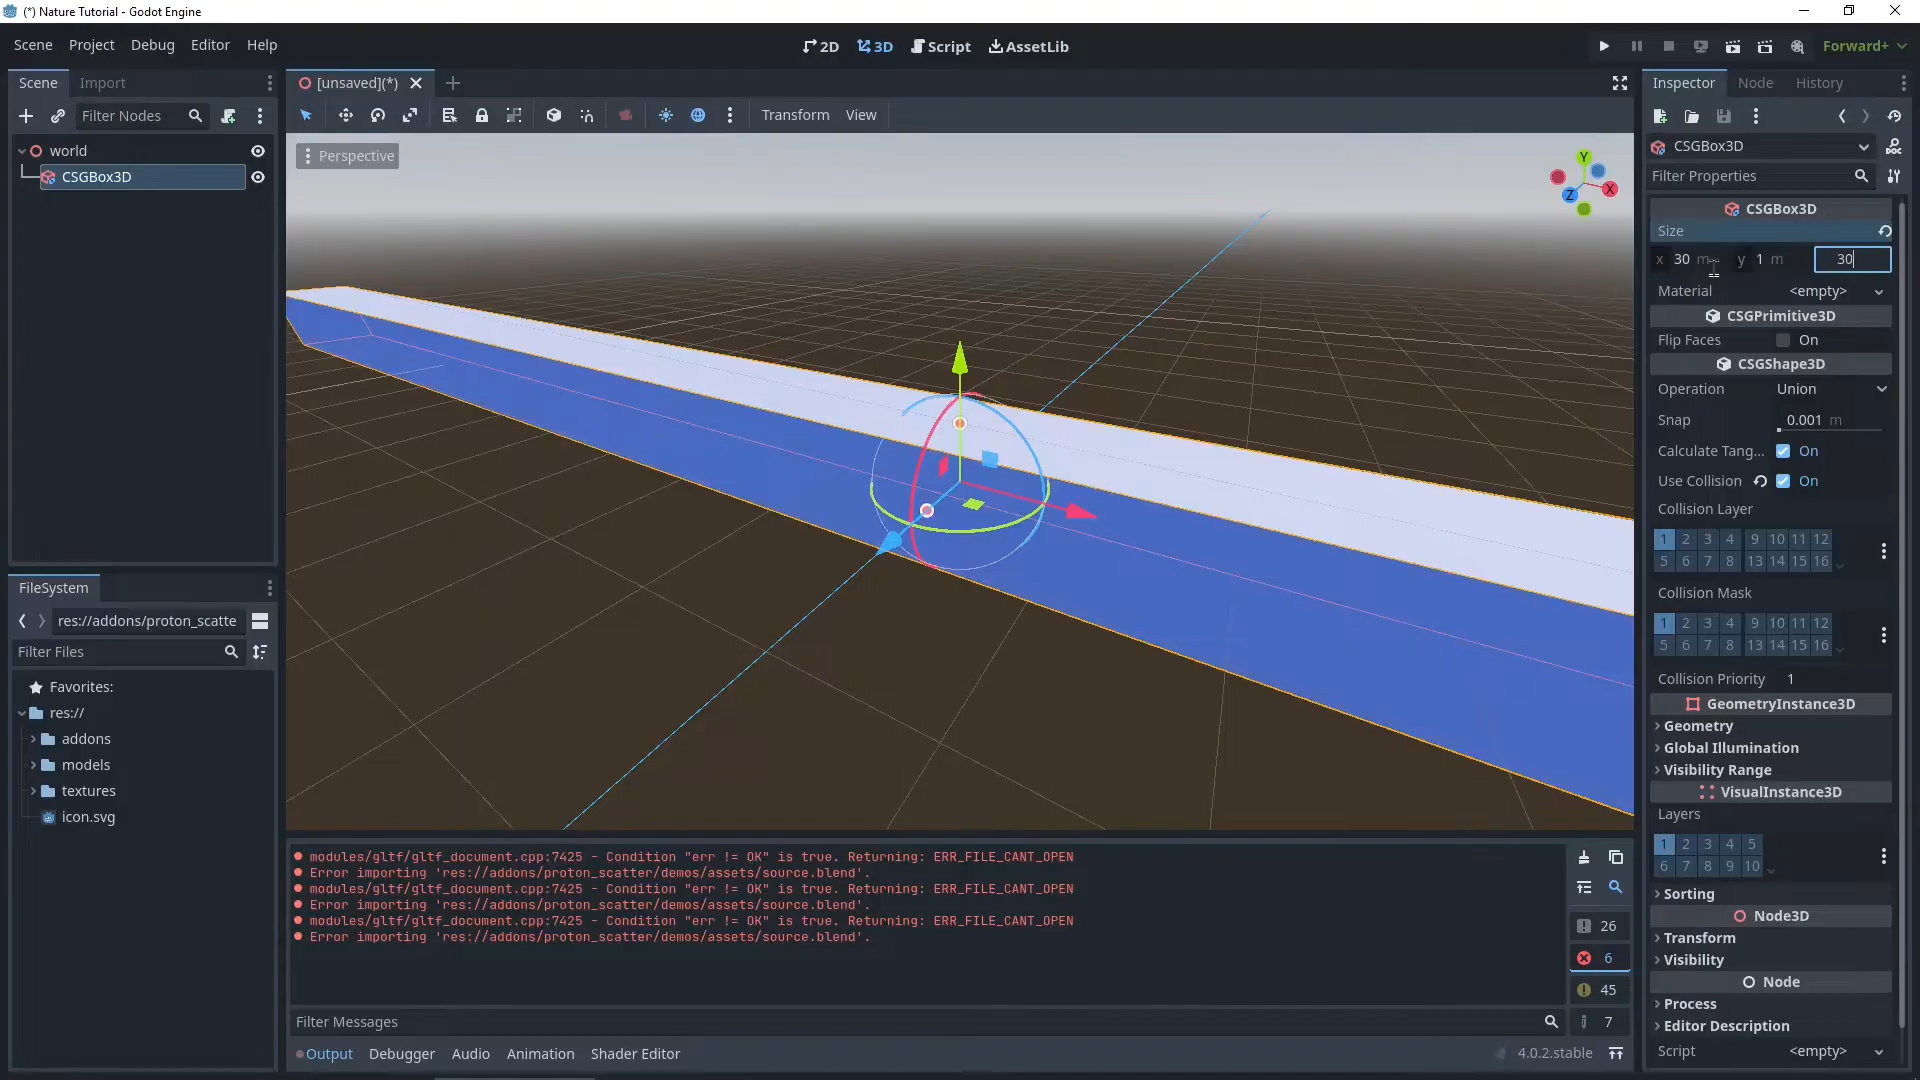 (*) Nature Tutorial - Godot Engine
Scene Project Debug Editor Help
2D 3D Script AssetLib
Forward+
Scene Import
[unsaved](*)
Inspector Node History
Filter Nodes
Transform View
world
CSGBox3D
Perspective
Y
X
Z
CSGBox3D
Filter Properties
CSGBox3D
Size
x 30 m y 1 m 30
Material <empty>
CSGPrimitive3D
Flip Faces On
CSGShape3D
Operation Union
Snap 0.001 m
Calculate Tang... On
Use Collision On
Collision Layer
1 2 3 4 9 10 11 12
5 6 7 8 13 14 15 16
Collision Mask
1 2 3 4 9 10 11 12
5 6 7 8 13 14 15 16
Collision Priority 1
GeometryInstance3D
Geometry
Global Illumination
Visibility Range
VisualInstance3D
Layers
1 2 3 4 5
6 7 8 9 10
Sorting
Node3D
Transform
Visibility
Node
Process
Editor Description
Script <empty>
FileSystem
res://addons/proton_scatte
Filter Files
Favorites:
res://
addons
models
textures
icon.svg
modules/gltf/gltf_document.cpp:7425 - Condition "err != OK" is true. Returning: ERR_FILE_CANT_OPEN
Error importing 'res://addons/proton_scatter/demos/assets/source.blend'.
modules/gltf/gltf_document.cpp:7425 - Condition "err != OK" is true. Returning: ERR_FILE_CANT_OPEN
Error importing 'res://addons/proton_scatter/demos/assets/source.blend'.
modules/gltf/gltf_document.cpp:7425 - Condition "err != OK" is true. Returning: ERR_FILE_CANT_OPEN
Error importing 'res://addons/proton_scatter/demos/assets/source.blend'.
26
6
45
7
Filter Messages
Output Debugger Audio Animation Shader Editor
4.0.2.stable